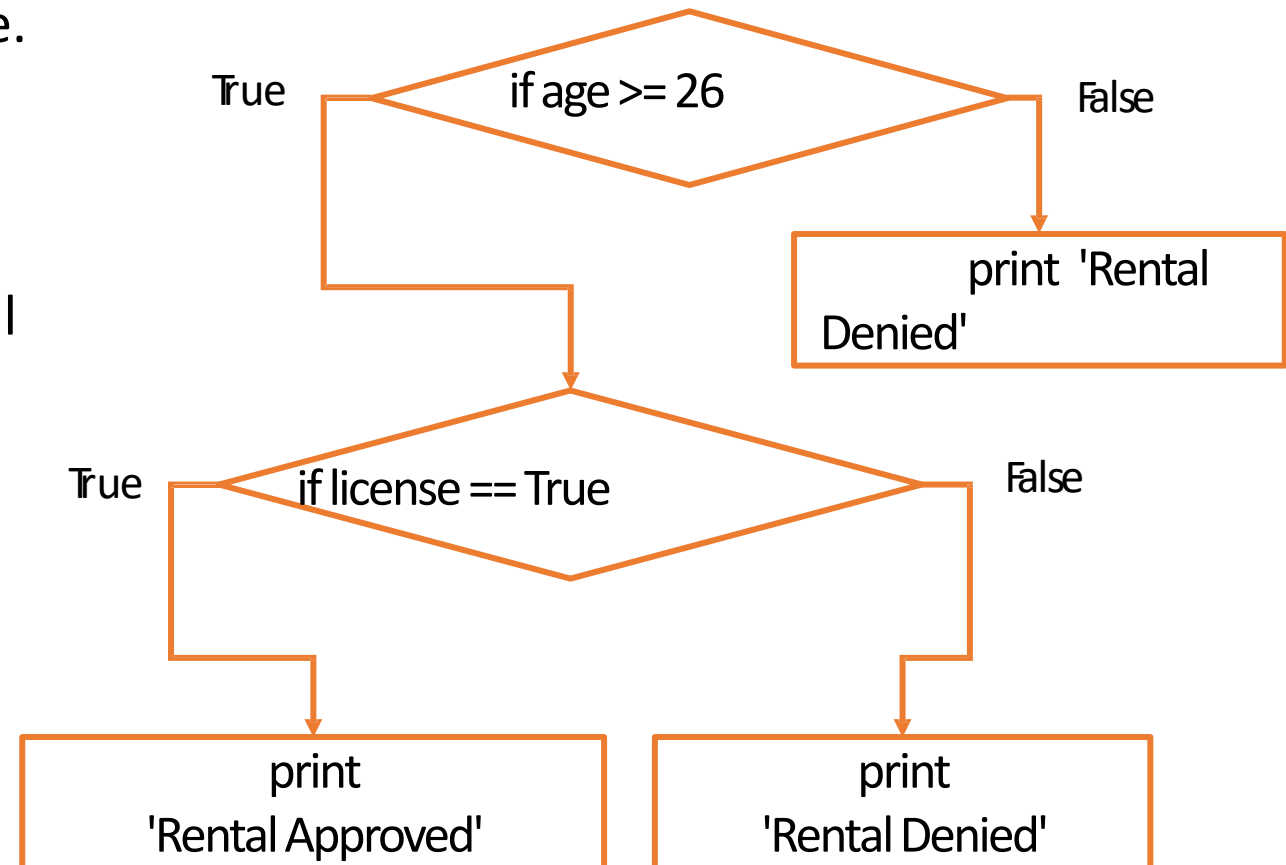 e.
True
if age >= 26
False
print 'Rental
Denied'
l
True
if license == True
False
print
'Rental Approved'
print
'Rental Denied'